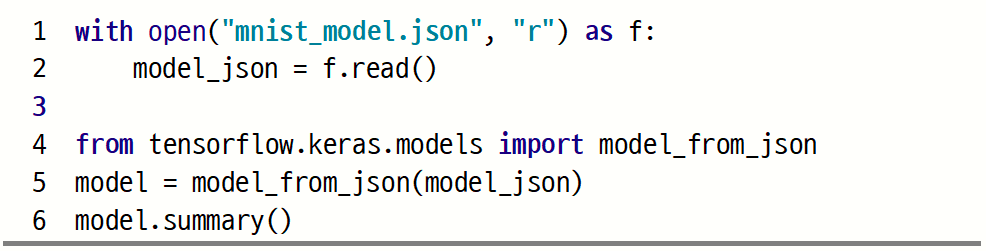 1 with open("mnist_model.json", "r") as f:
2     model_json = f.read()
3
4 from tensorflow.keras.models import model_from_json
5 model = model_from_json(model_json)
6 model.summary()